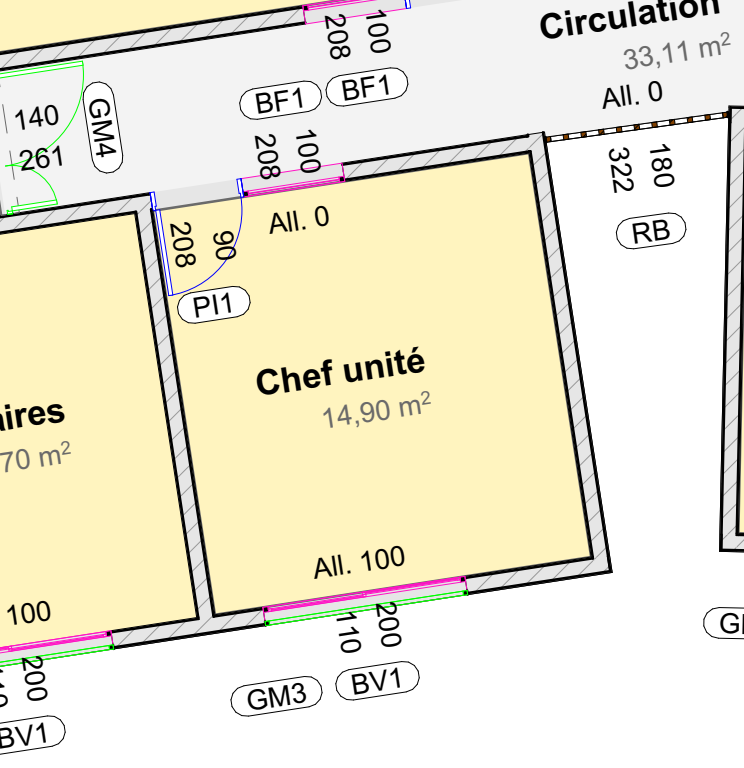 208
100
Circulation
33,11 m²
BF1
BF1
All. 0
GM4
140
261
208
100
322
180
RB
All. 0
208
90
PI1
Chef unité
14,90 m²
aires
70 m²
All. 100
100
110
200
200
GM3
BV1
BV1